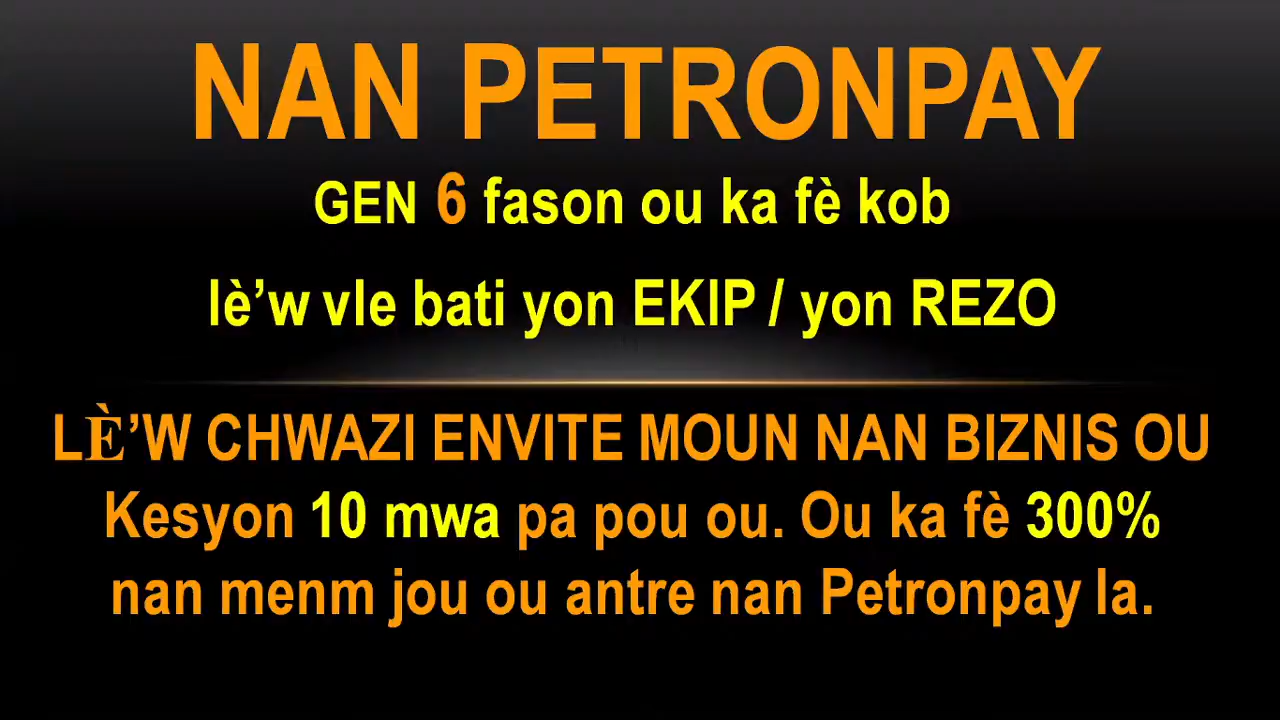 NAN PETRONPAY
GEN 6 fason ou ka fè kob
lè’w vle bati yon EKIP / yon REZO
LÈ’W CHWAZI ENVITE MOUN NAN BIZNIS OU
Kesyon 10 mwa pa pou ou. Ou ka fè 300%
nan menm jou ou antre nan Petronpay la.